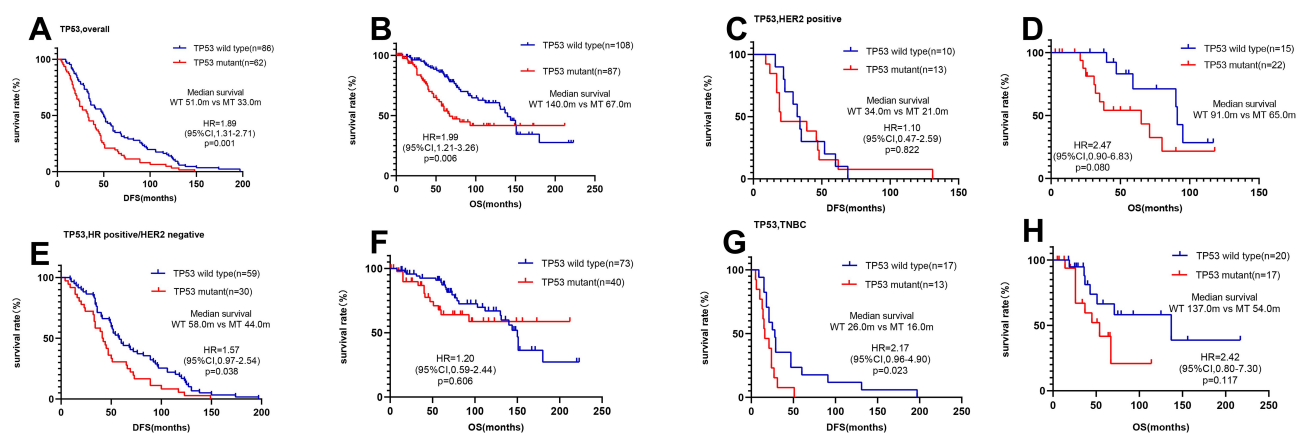 A
TP53,overall
TP53 wild type(n=86)
TP53 mutant(n=62)
Median survival
WT 51.0m vs MT 33.0m
HR=1.89
(95%CI,1.31-2.71)
p=0.001
survival rate(%)
100
50
0
0 50 100 150 200
DFS(months)
B
TP53 wild type(n=108)
TP53 mutant(n=87)
Median survival
WT 140.0m vs MT 67.0m
HR=1.99
(95%CI,1.21-3.26)
p=0.006
survival rate(%)
100
50
0
0 50 100 150 200 250
OS(months)
C
TP53,HER2 positive
TP53 wild type(n=10)
TP53 mutant(n=13)
Median survival
WT 34.0m vs MT 21.0m
HR=1.10
(95%CI,0.47-2.59)
p=0.822
survival rate(%)
100
50
0
0 50 100 150
DFS(months)
D
TP53 wild type(n=15)
TP53 mutant(n=22)
Median survival
WT 91.0m vs MT 65.0m
HR=2.47
(95%CI,0.90-6.83)
p=0.080
survival rate(%)
100
50
0
0 50 100 150
OS(months)
E
TP53,HR positive/HER2 negative
TP53 wild type(n=59)
TP53 mutant(n=30)
Median survival
WT 58.0m vs MT 44.0m
HR=1.57
(95%CI,0.97-2.54)
p=0.038
survival rate(%)
100
50
0
0 50 100 150 200
DFS(months)
F
TP53 wild type(n=73)
TP53 mutant(n=40)
HR=1.20
(95%CI,0.59-2.44)
p=0.606
survival rate(%)
100
50
0
0 50 100 150 200 250
OS(months)
G
TP53,TNBC
TP53 wild type(n=17)
TP53 mutant(n=13)
Median survival
WT 26.0m vs MT 16.0m
HR=2.17
(95%CI,0.96-4.90)
p=0.023
survival rate(%)
100
50
0
0 50 100 150 200 250
DFS(months)
H
TP53 wild type(n=20)
TP53 mutant(n=17)
Median survival
WT 137.0m vs MT 54.0m
HR=2.42
(95%CI,0.80-7.30)
p=0.117
survival rate(%)
100
50
0
0 50 100 150 200 250
OS(months)